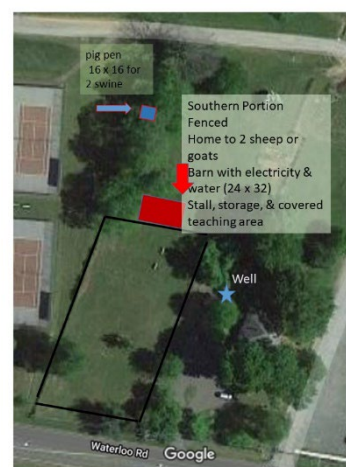 pig pen
16 x 16 for
2 swine
Southern Portion
Fenced
Home to 2 sheep or
goats
Barn with electricity &
water (24 x 32)
Stall, storage, & covered
teaching area
Well
Waterloo Rd
Google